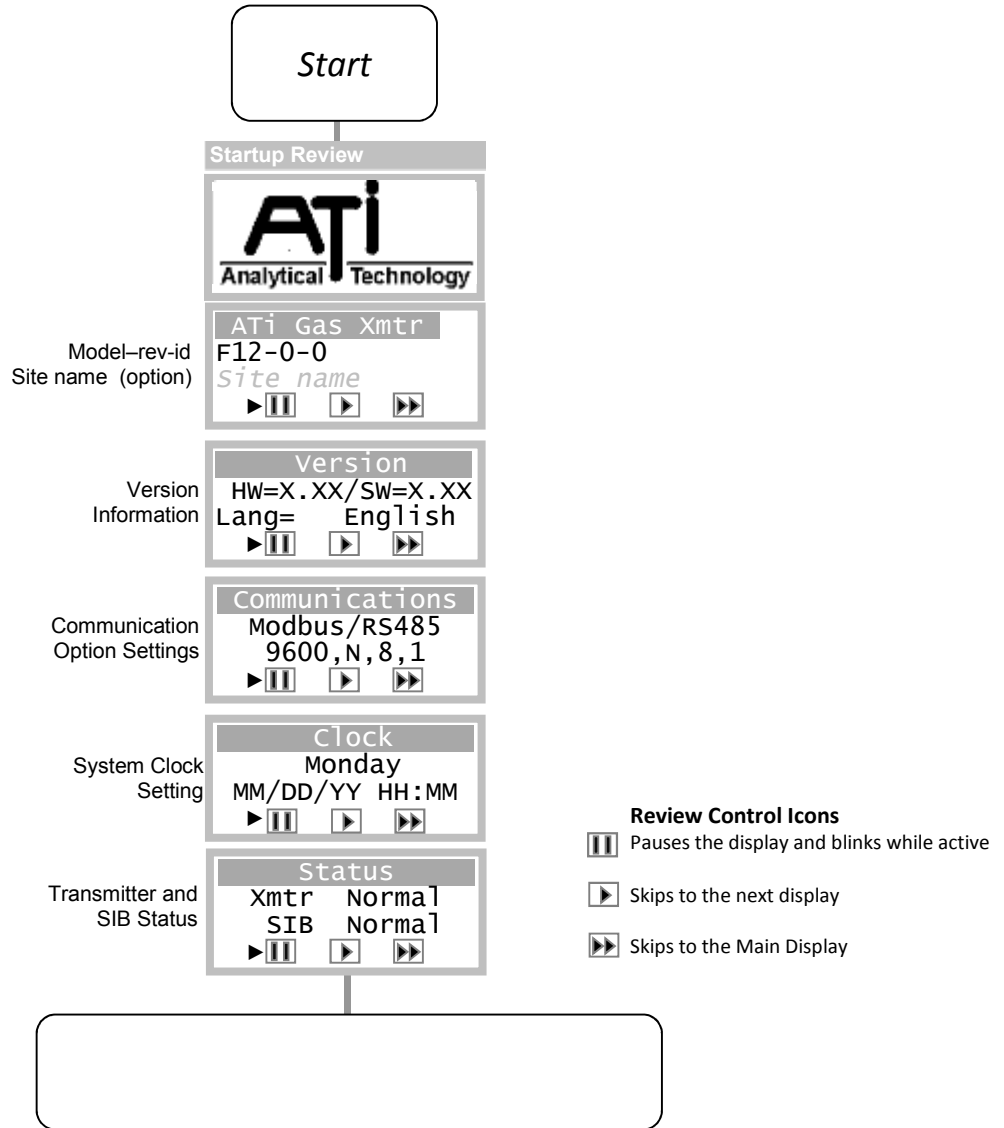 Start
Startup Review
ATi
Analytical Technology
Model–rev-id
Site name (option)
ATi Gas Xmtr
F12-0-0
Site name
Version
Information
Version
HW=X.XX/SW=X.XX
Lang= English
Communication
Option Settings
Communications
Modbus/RS485
9600,N,8,1
System Clock
Setting
Clock
Monday
MM/DD/YY HH:MM
Review Control Icons
Pauses the display and blinks while active
Skips to the next display
Skips to the Main Display
Transmitter and
SIB Status
Status
Xmtr Normal
SIB Normal